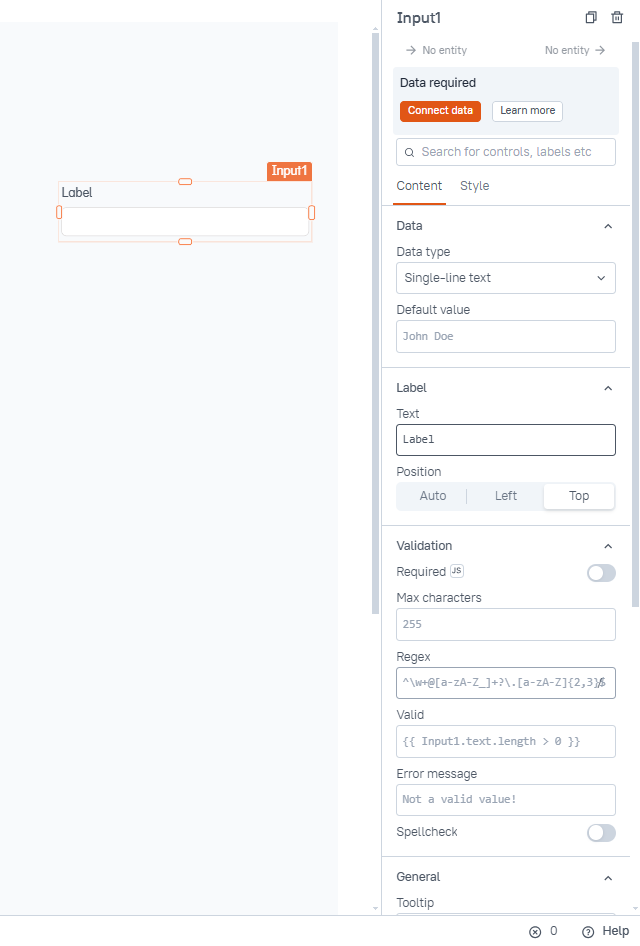 Input1
No entity
No entity
Data required
Connect data
Learn more
Search for controls, labels etc
Content
Style
Input1
Label
Data
Data type
Single-line text
Default value
John Doe
Label
Text
Label
Position
Auto
Left
Top
Validation
Required JS
Max characters
255
Regex
^\w+@[a-zA-Z_]+?\.[a-zA-Z]{2,3}$
/
Valid
{{ Input1.text.length > 0 }}
Error message
Not a valid value!
Spellcheck
General
Tooltip
0
Help